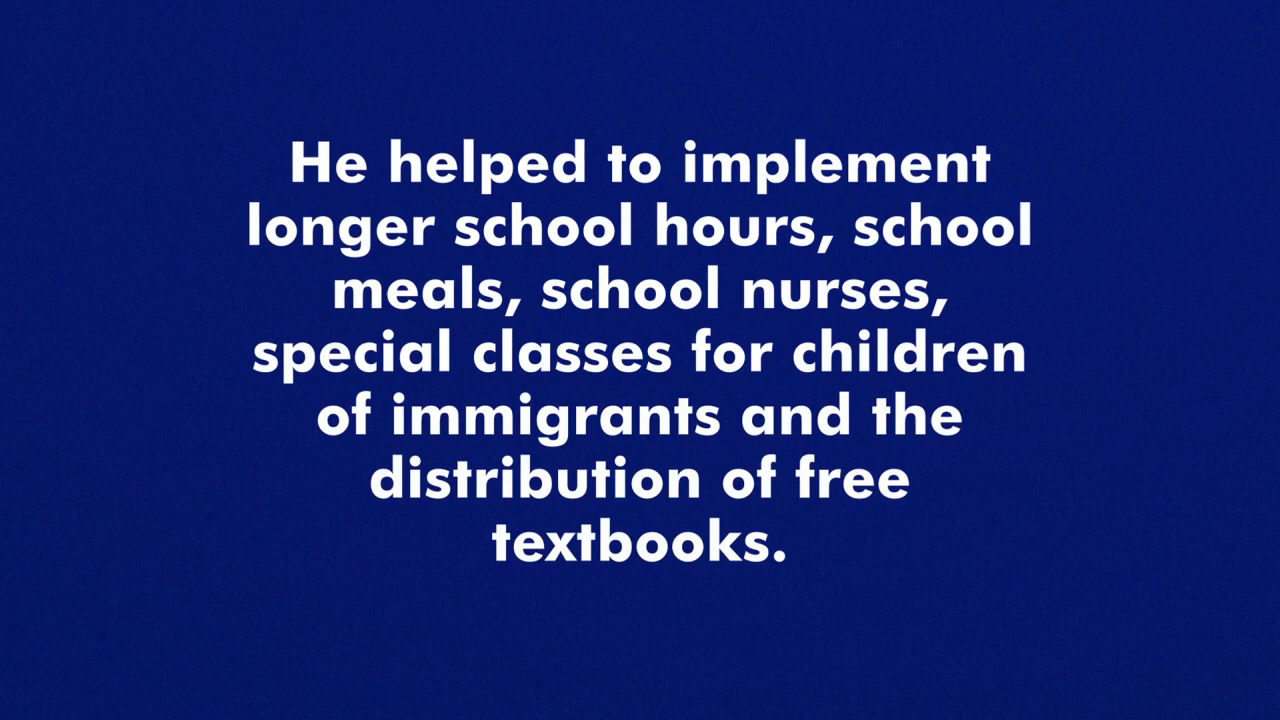 He helped to implement
longer school hours, school
meals, school nurses,
special classes for children
of immigrants and the
distribution of free
textbooks.